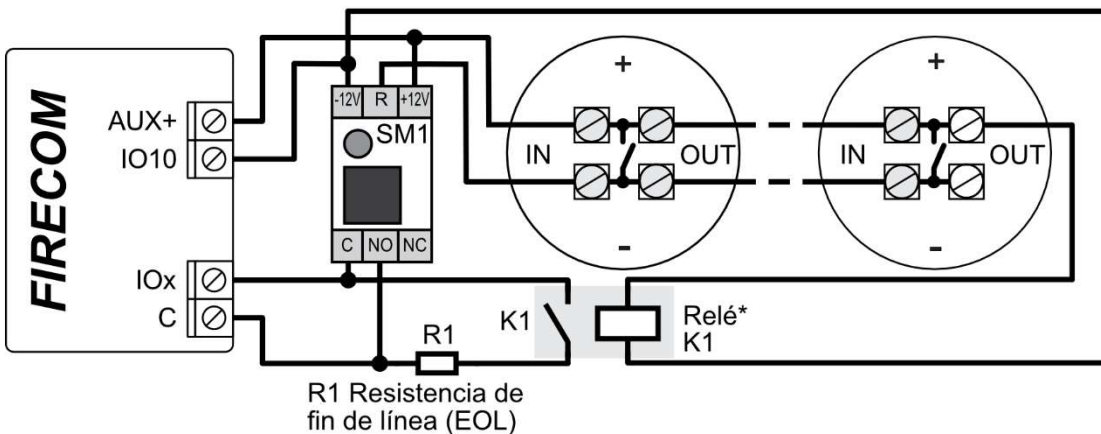 FIRECOM
AUX+
IO10
IOx
C
-12V R +12V
SM1
C NO NC
+
IN OUT
-
+
IN OUT
-
K1
Relé*
K1
R1
R1 Resistencia de
fin de línea (EOL)